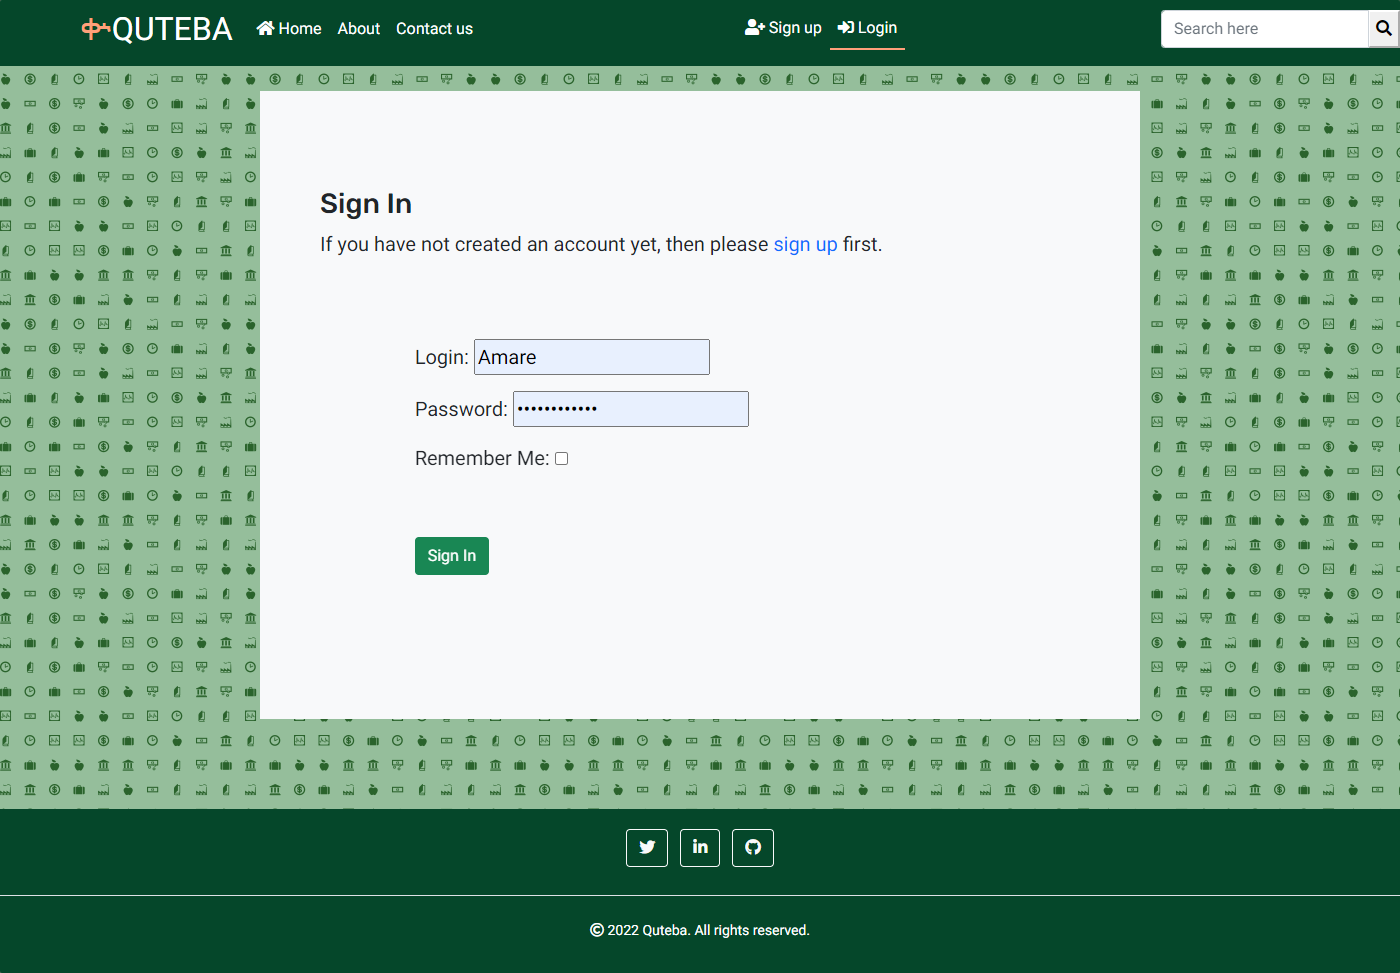 ቁጠQUTEBA Home About Contact us Sign up Login Search here
Sign In
If you have not created an account yet, then please sign up first.
Login: Amare
Password: ••••••••••••
Remember Me:
Sign In
© 2022 Quteba. All rights reserved.